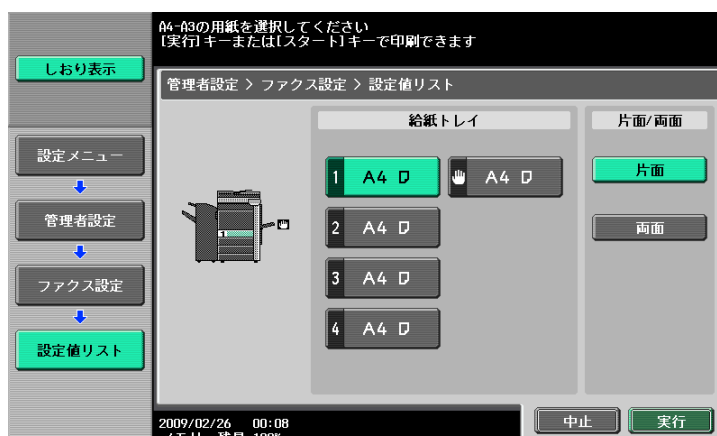 A4-A3の用紙を選択してください
[実行]キーまたは[スタート]キーで印刷できます
しおり表示
管理者設定 > ファクス設定 > 設定値リスト
給紙トレイ
片面/両面
設定メニュー
管理者設定
ファクス設定
設定値リスト
1 A4
A4
2 A4
3 A4
4 A4
1
片面
両面
2009/02/26 00:08
中止
実行